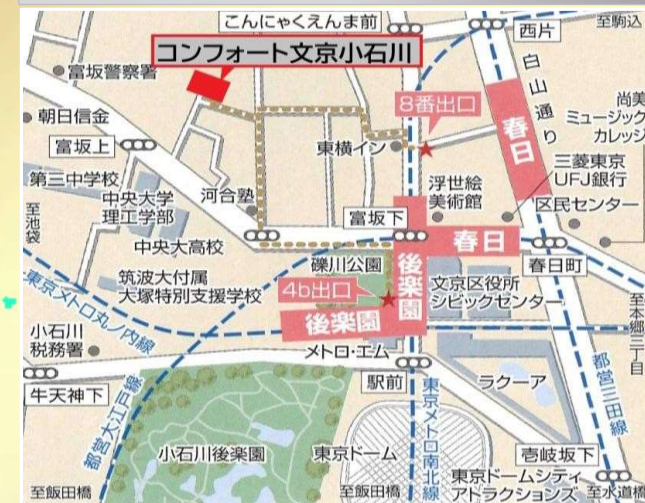 こんにゃくえんま前
西片
至駒込
コンフォート文京小石川
富坂警察署
白山通り
8番出口
尚美
ミュージック
カレッジ
朝日信金
春日
富坂上
東横イン
三菱東京
UFJ銀行
第三中学校
中央大学
理工学部
河合塾
浮世絵
美術館
区民センター
至池袋
富坂下
春日
中央大高校
礫川公園
後楽園
春日町
筑波大付属
大塚特別支援学校
4b出口
文京区役所
シビックセンター
東京メトロ丸ノ内線
後楽園
至本郷三丁目
小石川
税務署
メトロ・エム
牛天神下
駅前
ラクーア
都営三田線
都営大江戸線
東京メトロ南北線
小石川後楽園
東京ドーム
壱岐坂下
東京ドームシティ
アトラクションズ
至飯田橋
至飯田橋
至水道橋